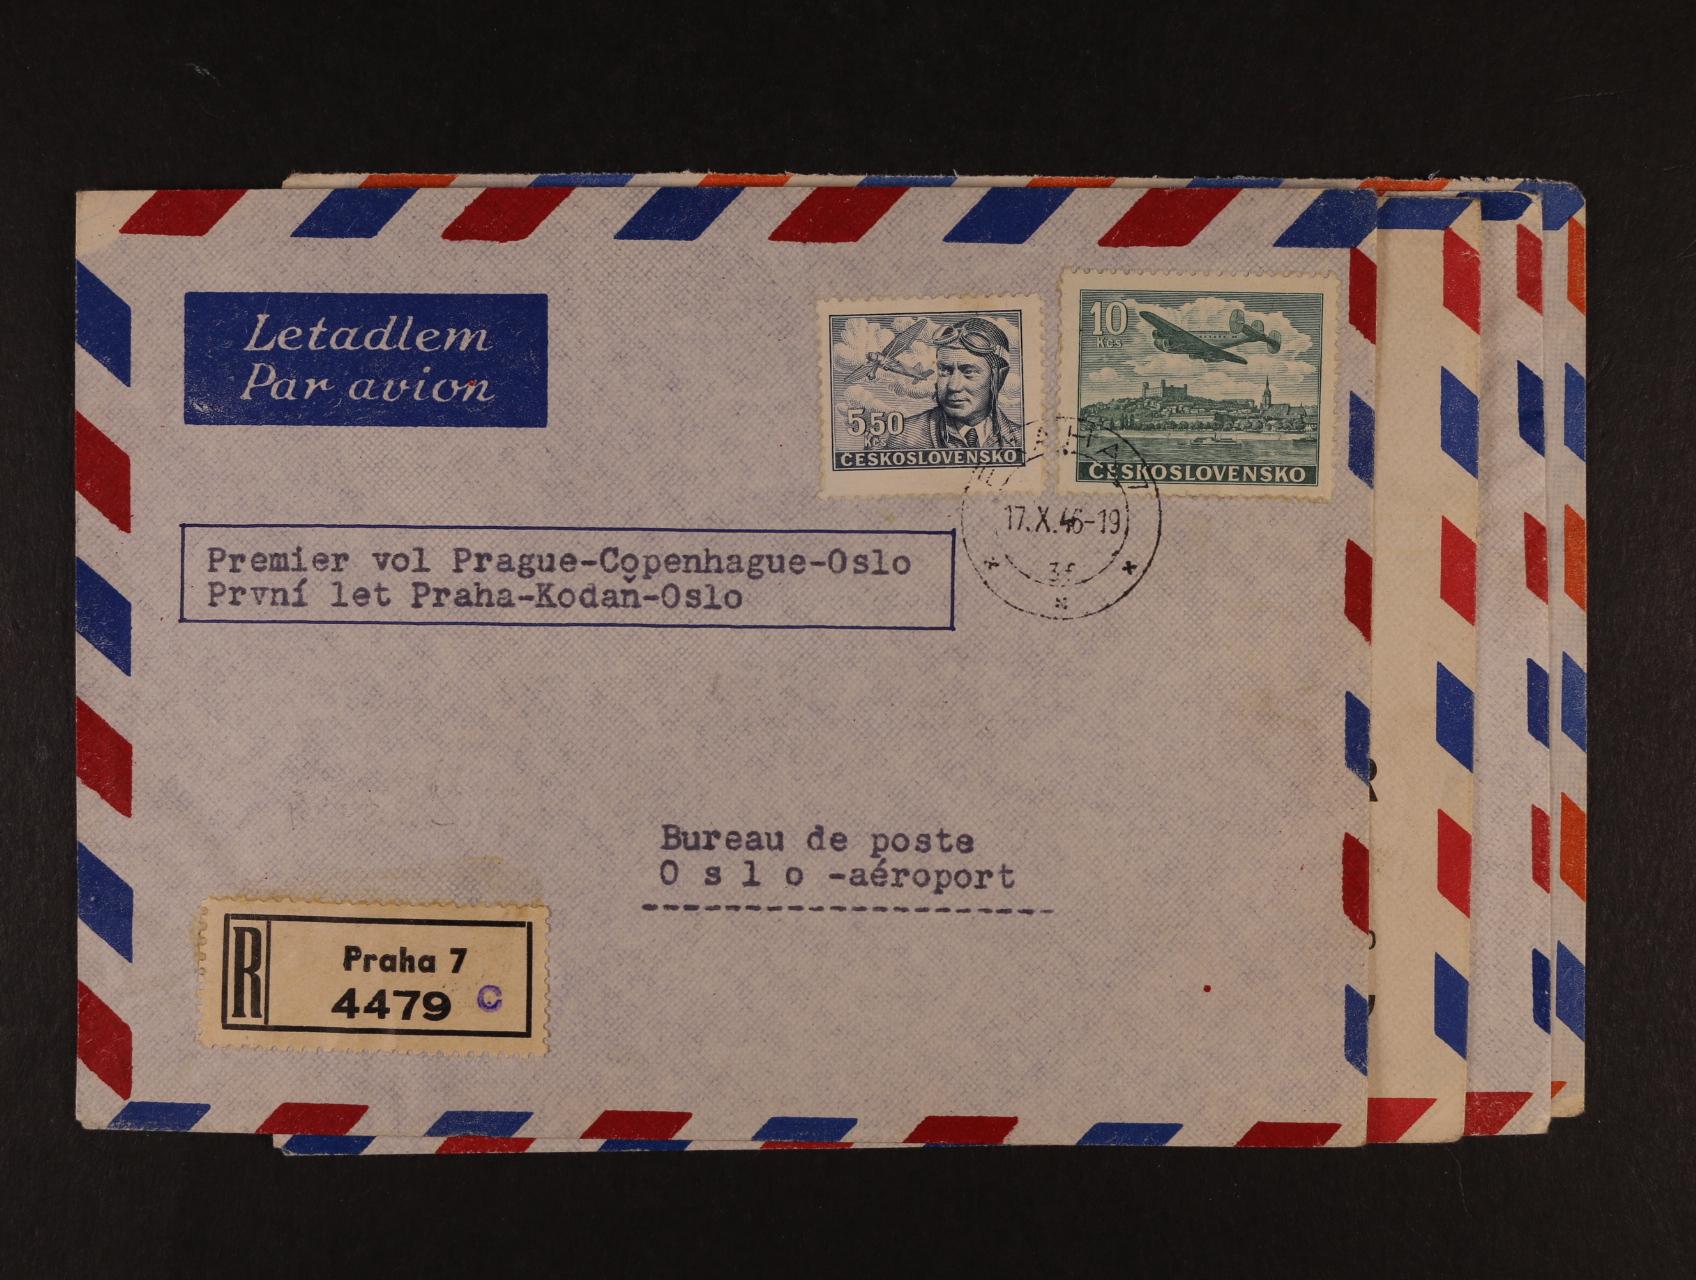 Letadlem
Par avion
5.50
Kčs
ČESKOSLOVENSKO
10
Kčs
ČESKOSLOVENSKO
17.X.46-19
Premier vol Prague-Copenhague-Oslo
První let Praha-Kodaň-Oslo
Bureau de poste
O s l o -aéroport
R
Praha 7
4479 C